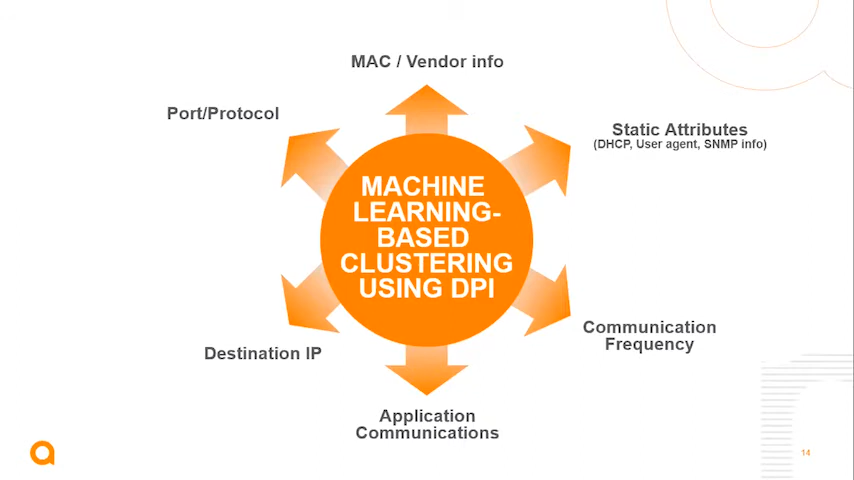 MAC / Vendor info
Port/Protocol
Static Attributes
(DHCP, User agent, SNMP info)
MACHINE
LEARNING-
BASED
CLUSTERING
USING DPI
Communication
Frequency
Destination IP
Application
Communications
14